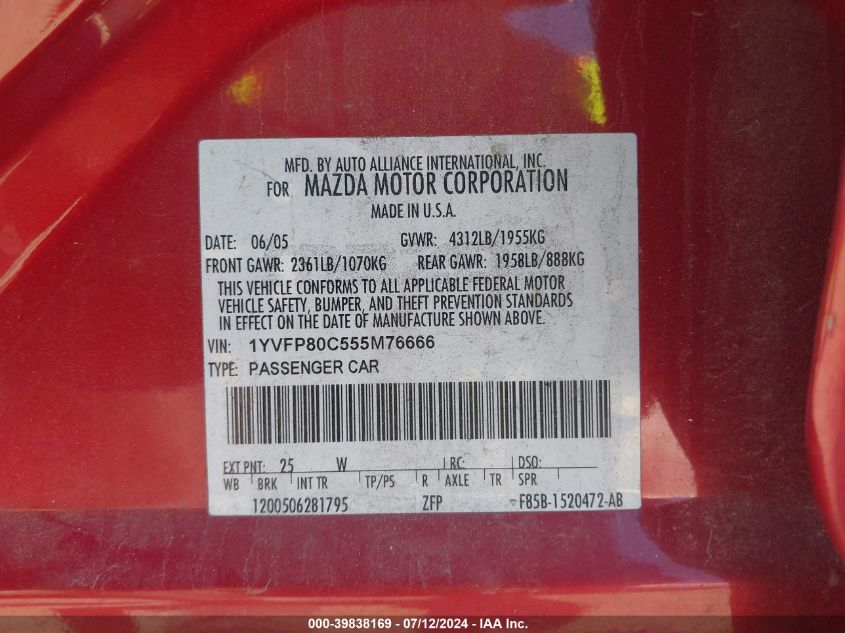 MFD. BY AUTO ALLIANCE INTERNATIONAL, INC.
FOR MAZDA MOTOR CORPORATION
MADE IN U.S.A.
DATE: 06/05 GVWR: 4312LB/1955KG
FRONT GAWR: 2361LB/1070KG REAR GAWR: 1958LB/888KG
THIS VEHICLE CONFORMS TO ALL APPLICABLE FEDERAL MOTOR
VEHICLE SAFETY, BUMPER, AND THEFT PREVENTION STANDARDS
IN EFFECT ON THE DATE OF MANUFACTURE SHOWN ABOVE.
VIN: 1YVFP80C555M76666
TYPE: PASSENGER CAR
EXT PNT: 25 W RC: DSO:
WB BRK INT TR TP/PS R AXLE TR SPR
1200506281795 ZFP F85B-1520472-AB
000-39838169 - 07/12/2024 - IAA Inc.